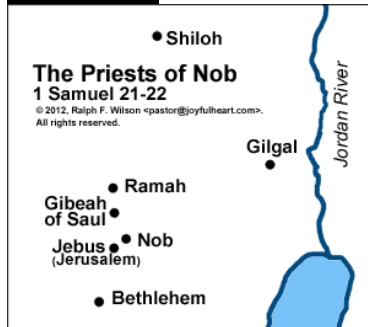 Shiloh
The Priests of Nob
1 Samuel 21-22
© 2012, Ralph F. Wilson <pastor@joyfulheart.com>.
All rights reserved.
Jordan River
Gilgal
Ramah
Gibeah
of Saul
Nob
Jebus
(Jerusalem)
Bethlehem